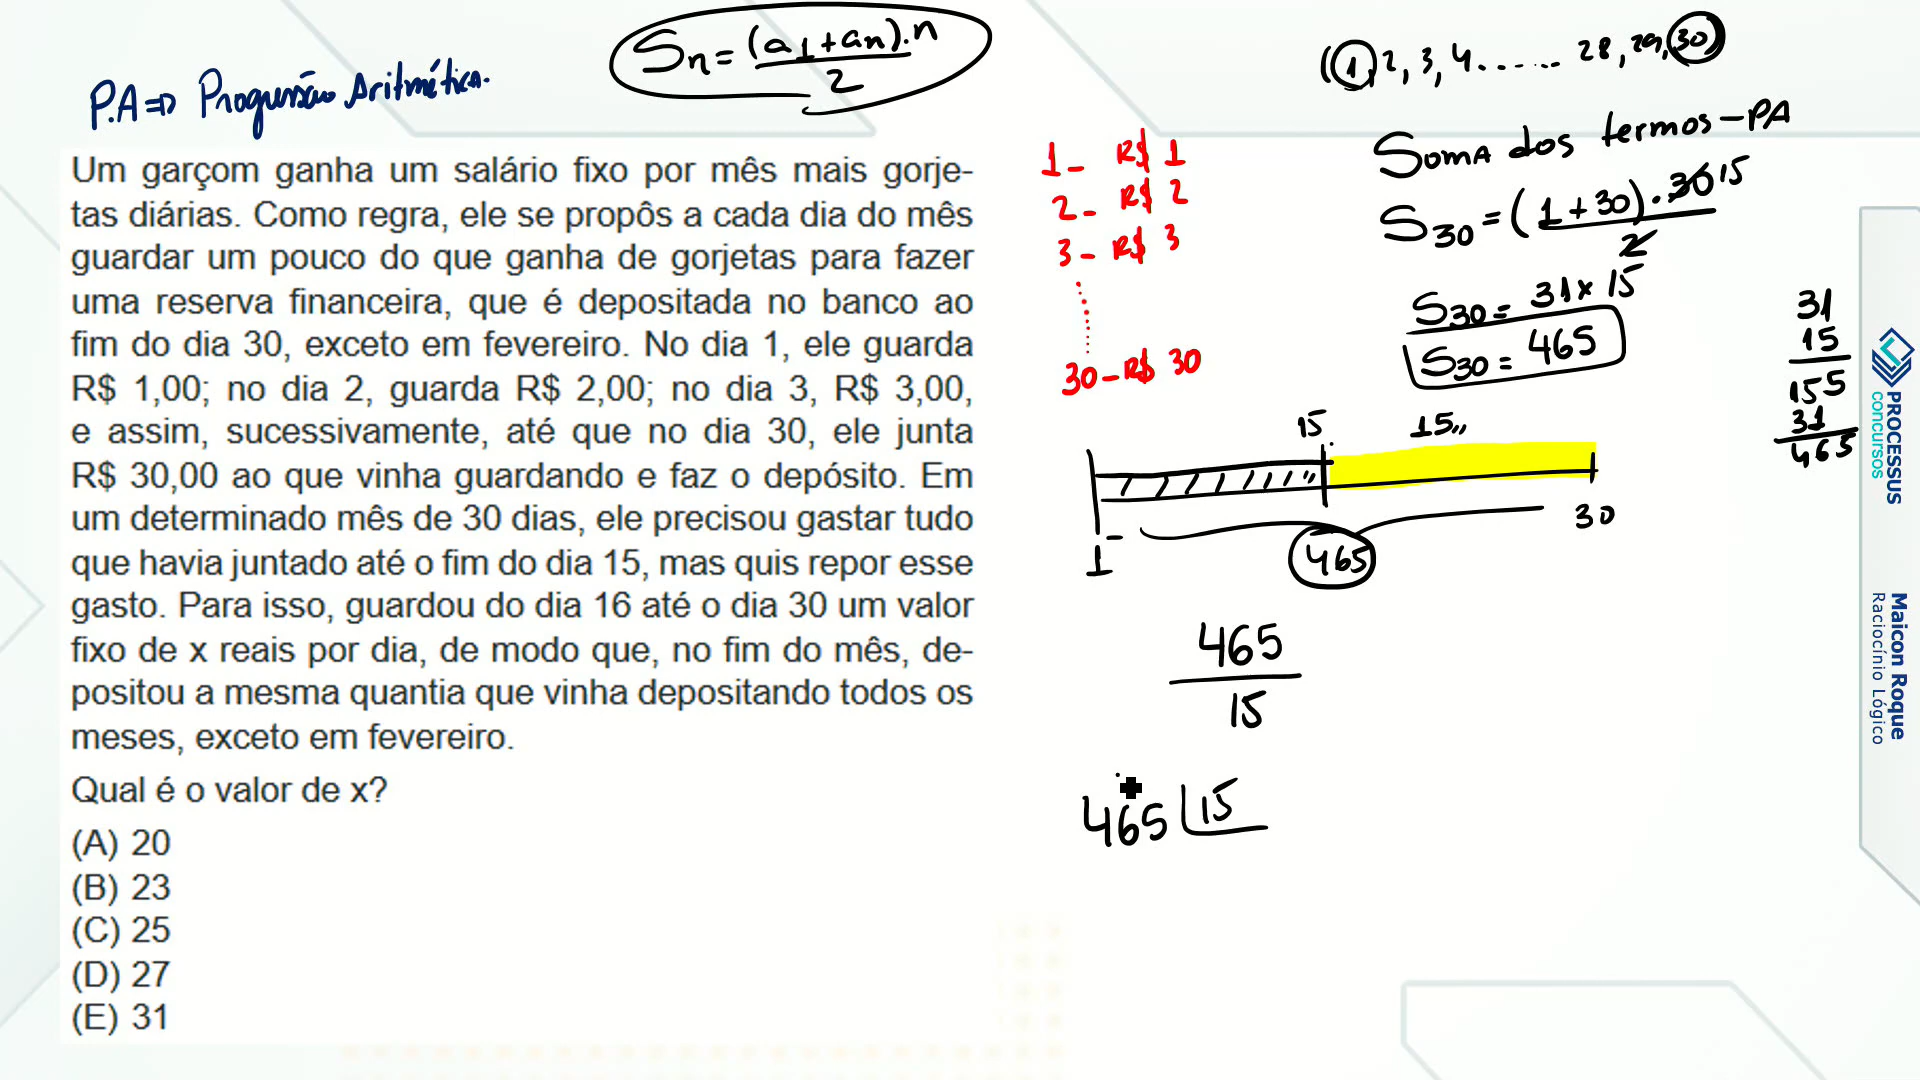 P.A ⇒ Progressão Aritmética.
Sn = (a1 + an).n
2
(1, 2, 3, 4 ........ 28, 29, 30)
Um garçom ganha um salário fixo por mês mais gorje-
tas diárias. Como regra, ele se propôs a cada dia do mês
guardar um pouco do que ganha de gorjetas para fazer
uma reserva financeira, que é depositada no banco ao
fim do dia 30, exceto em fevereiro. No dia 1, ele guarda
R$ 1,00; no dia 2, guarda R$ 2,00; no dia 3, R$ 3,00,
e assim, sucessivamente, até que no dia 30, ele junta
R$ 30,00 ao que vinha guardando e faz o depósito. Em
um determinado mês de 30 dias, ele precisou gastar tudo
que havia juntado até o fim do dia 15, mas quis repor esse
gasto. Para isso, guardou do dia 16 até o dia 30 um valor
fixo de x reais por dia, de modo que, no fim do mês, de-
positou a mesma quantia que vinha depositando todos os
meses, exceto em fevereiro.
Qual é o valor de x?
(A) 20
(B) 23
(C) 25
(D) 27
(E) 31
1 - R$ 1
2 - R$ 2
3 - R$ 3
30 - R$ 30
Soma dos termos - PA
S30 = (1 + 30) . 30 15
2
S30 = 31 x 15
S30 = 465
31
15
155
31
465
15 15,,
1 30
465
465
15
465 15
PROCESSUS
concursos
Maicon Roque
Raciocínio Lógico